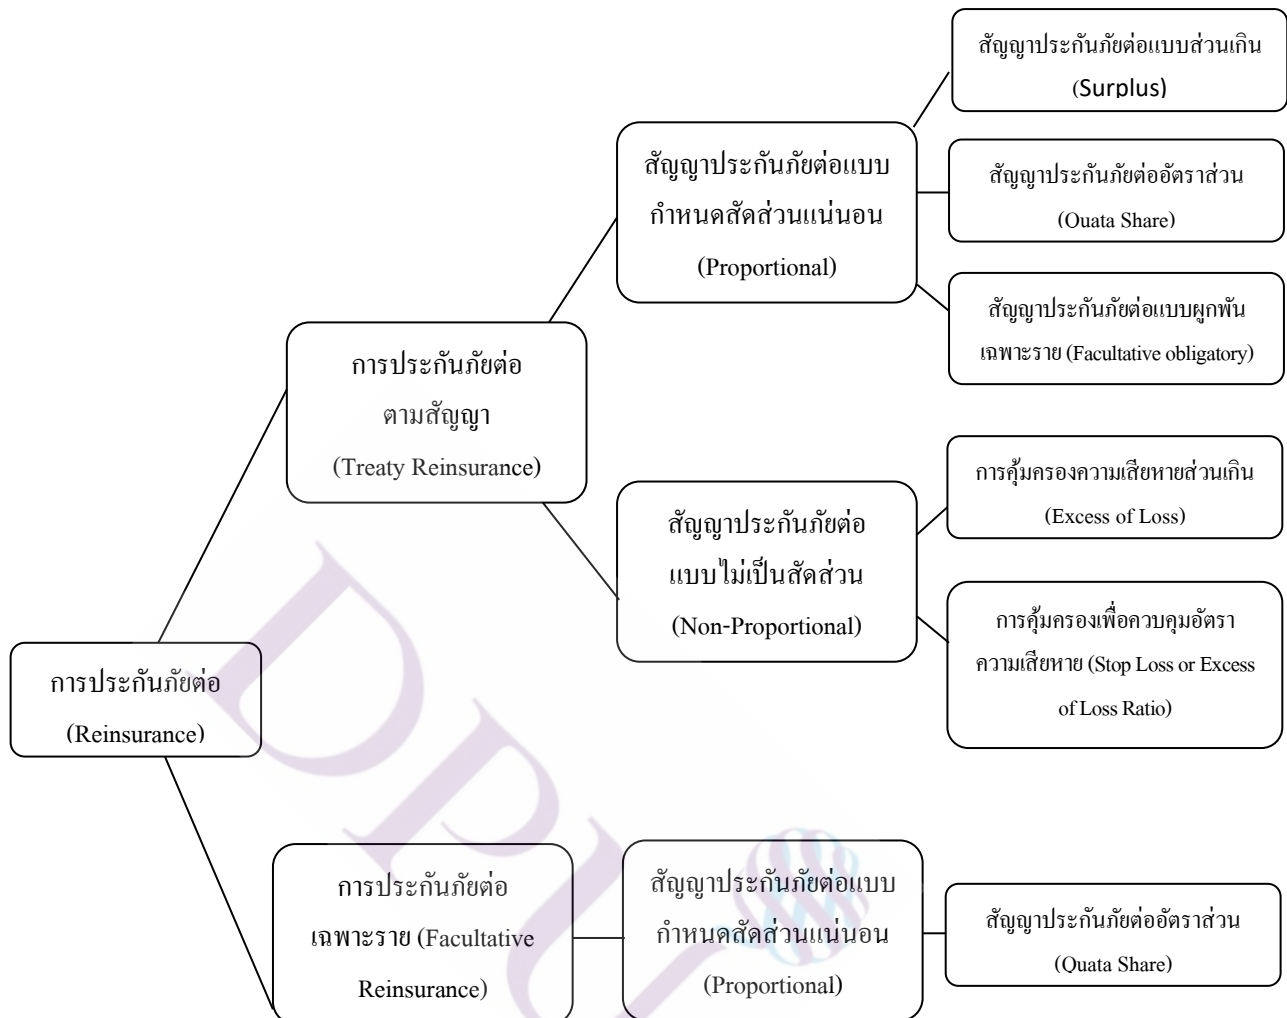 สัญญาประกันภัยต่อแบบส่วนเกิน
(Surplus)
สัญญาประกันภัยต่อแบบ
กำหนดสัดส่วนแน่นอน
(Proportional)
สัญญาประกันภัยต่ออัตราส่วน
(Quata Share)
สัญญาประกันภัยต่อแบบผูกพัน
เฉพาะราย (Facultative obligatory)
การประกันภัยต่อ
ตามสัญญา
(Treaty Reinsurance)
การคุ้มครองความเสียหายส่วนเกิน
(Excess of Loss)
สัญญาประกันภัยต่อ
แบบไม่เป็นสัดส่วน
(Non-Proportional)
การคุ้มครองเพื่อควบคุมอัตรา
ความเสียหาย (Stop Loss or Excess
of Loss Ratio)
การประกันภัยต่อ
(Reinsurance)
การประกันภัยต่อ
เฉพาะราย (Facultative
Reinsurance)
สัญญาประกันภัยต่อแบบ
กำหนดสัดส่วนแน่นอน
(Proportional)
สัญญาประกันภัยต่ออัตราส่วน
(Quata Share)
DPU